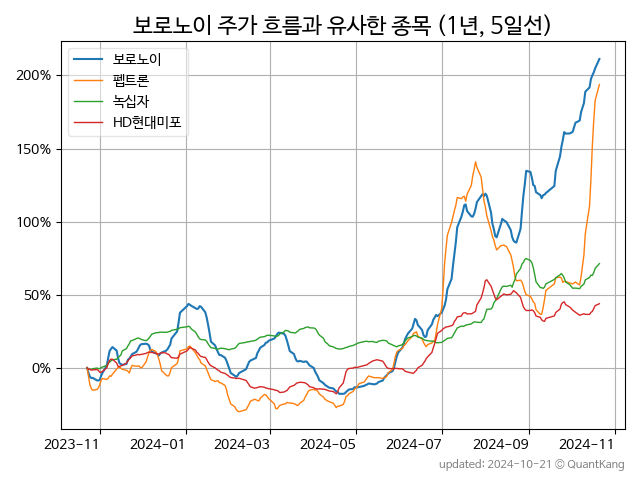 보로노이 주가 흐름과 유사한 종목 (1년, 5일선)
보로노이
펩트론
녹십자
HD현대미포
200%
150%
100%
50%
0%
2023-11 2024-01 2024-03 2024-05 2024-07 2024-09 2024-11
updated: 2024-10-21 © QuantKang